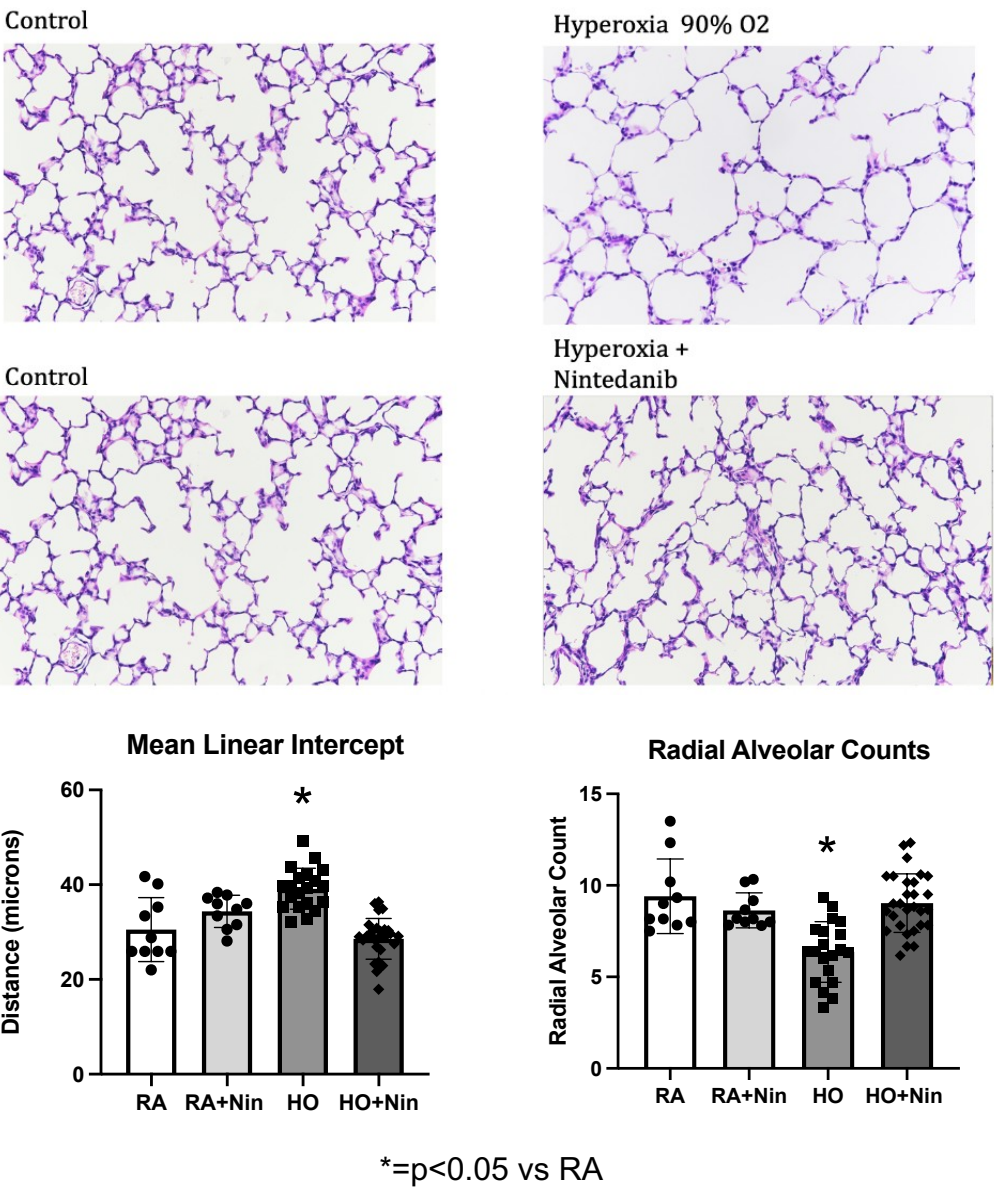 Control
Hyperoxia 90% O2
Control
Hyperoxia +
Nintedanib
Mean Linear Intercept
Distance (microns)
60
40
20
0
RA RA+Nin HO HO+Nin
*
Radial Alveolar Counts
Radial Alveolar Count
15
10
5
0
RA RA+Nin HO HO+Nin
*
*=p<0.05 vs RA